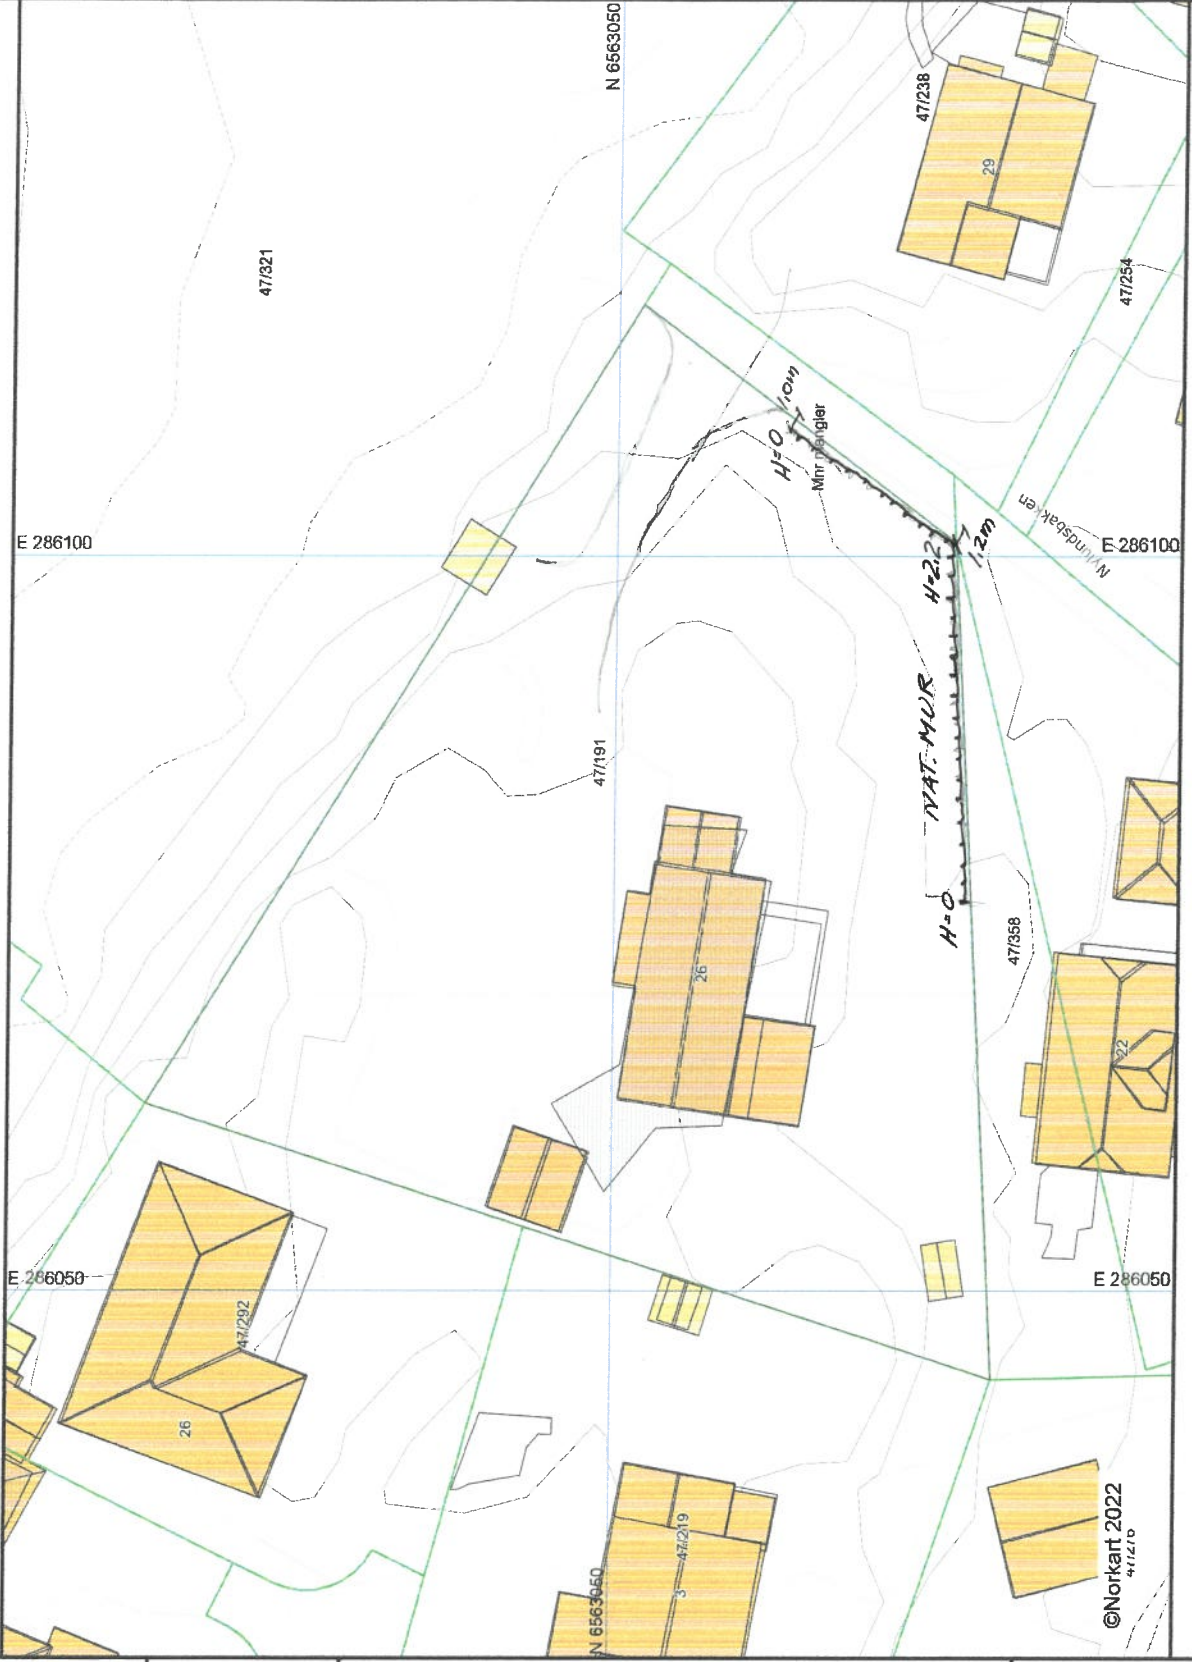 N 6563050
47/238
29
47/321
47/254
1,0m
H=0
Mnr mangler
E 286100
E 286100
Nylundsbakken
H=2,2
1,2m
NAT. MUR
47/191
H=0
47/358
26
22
E 286050
E 286050
47/292
26
47/219
3
N 6563050
©Norkart 2022